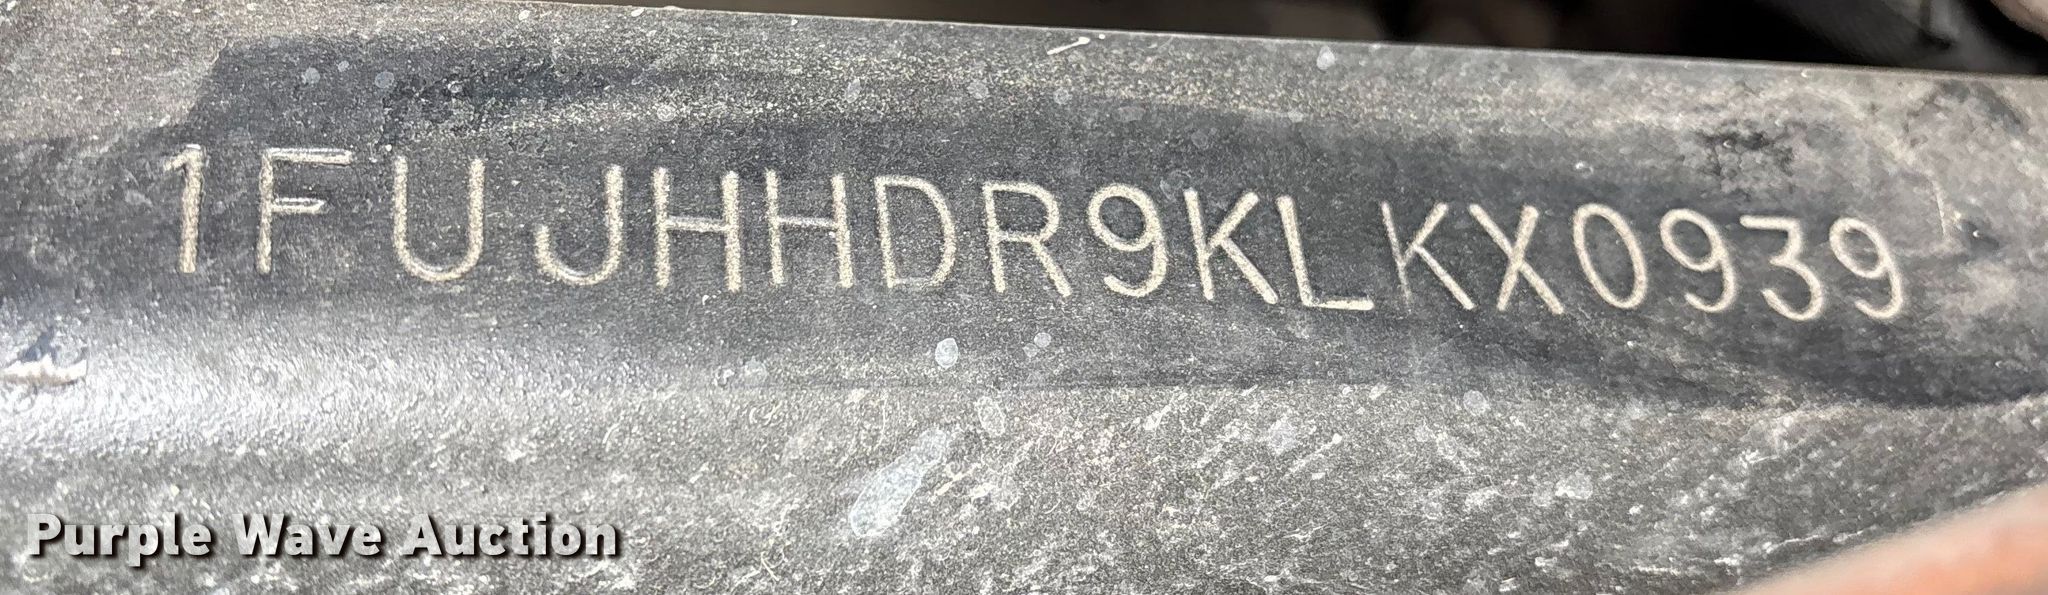 1FUJHHDR9KLKX0939
Purple Wave Auction